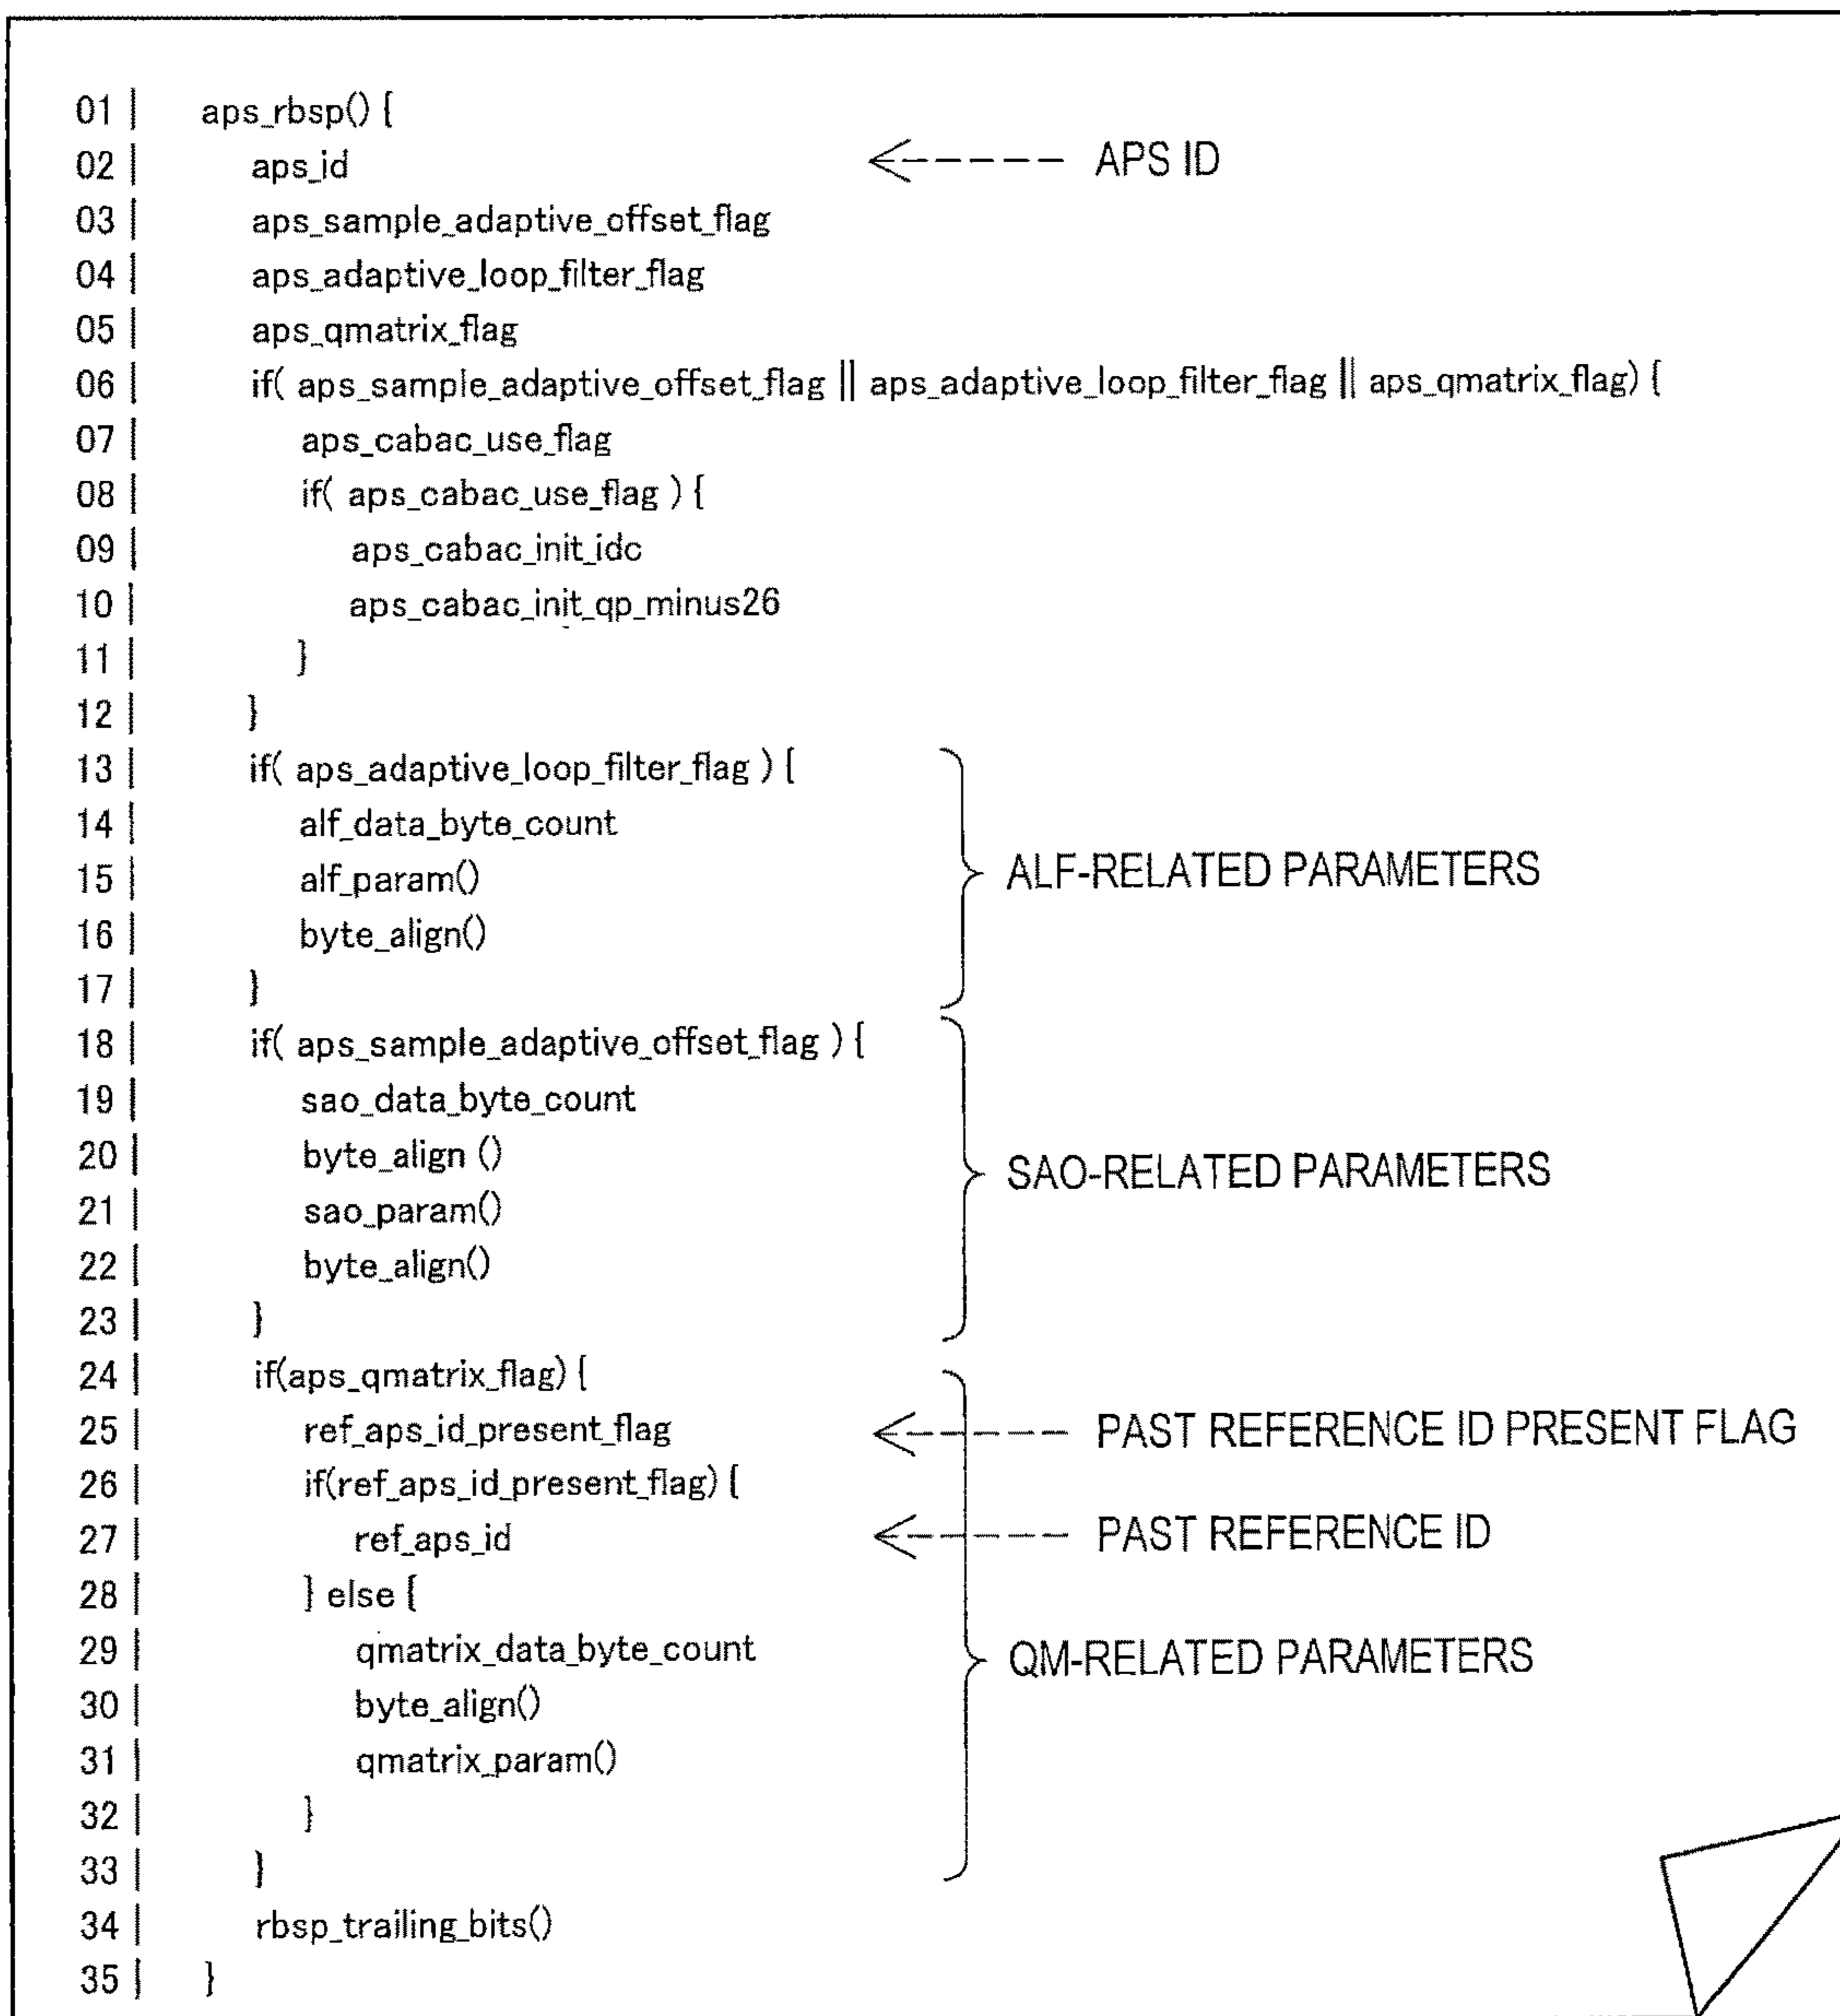 01 | aps_rbsp() {
02 | aps_id <------ APS ID
03 | aps_sample_adaptive_offset_flag
04 | aps_adaptive_loop_filter_flag
05 | aps_qmatrix_flag
06 | if( aps_sample_adaptive_offset_flag || aps_adaptive_loop_filter_flag || aps_qmatrix_flag) {
07 | aps_cabac_use_flag
08 | if( aps_cabac_use_flag ) {
09 | aps_cabac_init_idc
10 | aps_cabac_init_qp_minus26
11 | }
12 | }
13 | if( aps_adaptive_loop_filter_flag ) {
14 | alf_data_byte_count
15 | alf_param() ALF-RELATED PARAMETERS
16 | byte_align()
17 | }
18 | if( aps_sample_adaptive_offset_flag ) {
19 | sao_data_byte_count
20 | byte_align () SAO-RELATED PARAMETERS
21 | sao_param()
22 | byte_align()
23 | }
24 | if(aps_qmatrix_flag) {
25 | ref_aps_id_present_flag <------ PAST REFERENCE ID PRESENT FLAG
26 | if(ref_aps_id_present_flag) {
27 | ref_aps_id <------ PAST REFERENCE ID
28 | } else {
29 | qmatrix_data_byte_count QM-RELATED PARAMETERS
30 | byte_align()
31 | qmatrix_param()
32 | }
33 | }
34 | rbsp_trailing_bits()
35 | }